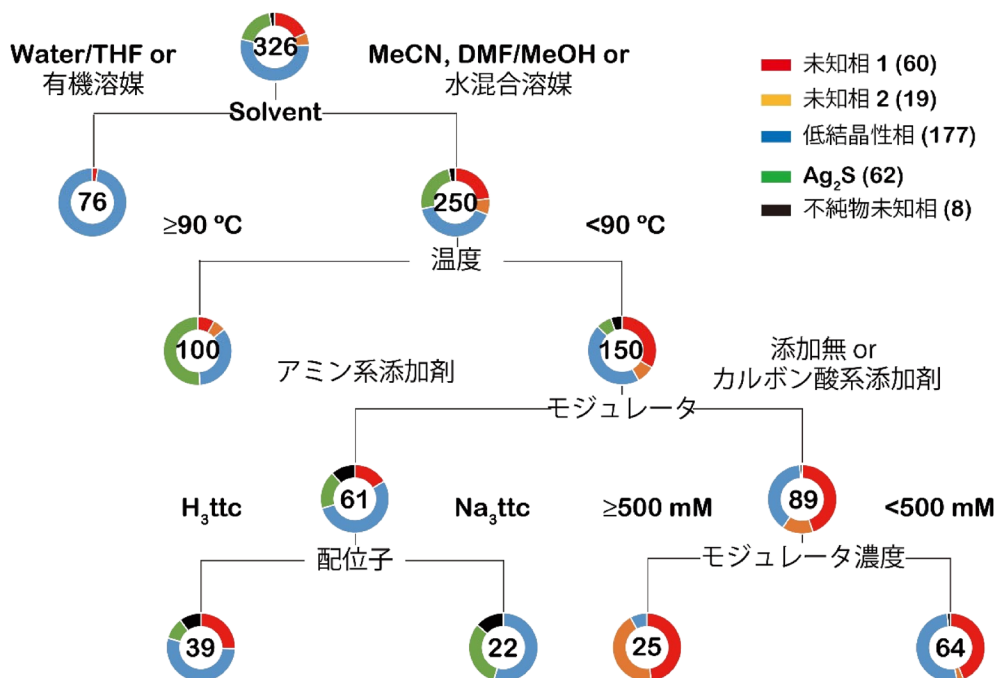 326
Water/THF or
有機溶媒
MeCN, DMF/MeOH or
水混合溶媒
Solvent
未知相 1 (60)
未知相 2 (19)
低結晶性相 (177)
Ag₂S (62)
不純物未知相 (8)
76
250
≥90 ºC
<90 ºC
温度
100
150
アミン系添加剤
添加無 or
カルボン酸系添加剤
モジュレータ
61
89
H₃ttc
Na₃ttc
≥500 mM
<500 mM
配位子
モジュレータ濃度
39
22
25
64